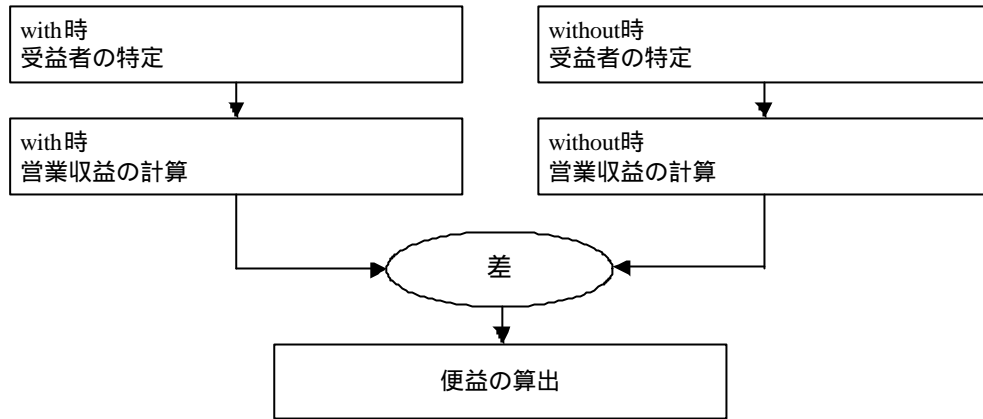 with時
受益者の特定
without時
受益者の特定
with時
営業収益の計算
without時
営業収益の計算
差
便益の算出